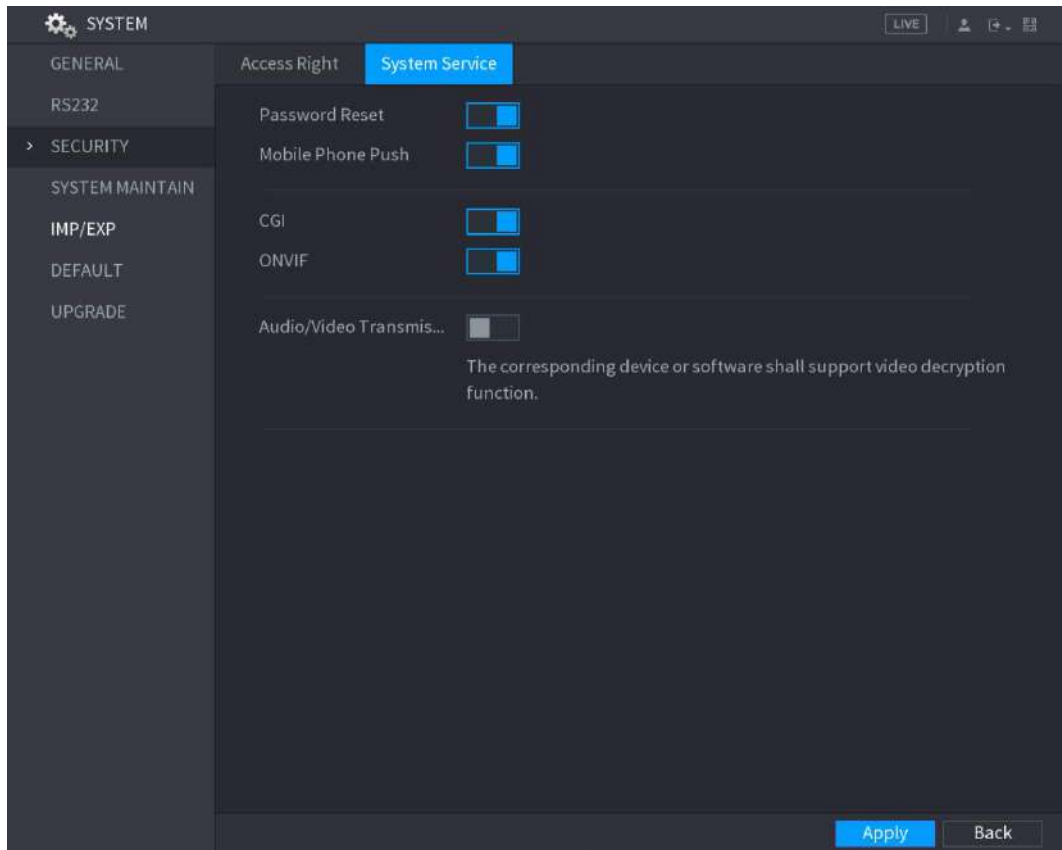 SYSTEM
LIVE
GENERAL
RS232
SECURITY
SYSTEM MAINTAIN
IMP/EXP
DEFAULT
UPGRADE
Access Right
System Service
Password Reset
Mobile Phone Push
CGI
ONVIF
Audio/Video Transmis...
The corresponding device or software shall support video decryption
function.
Apply
Back